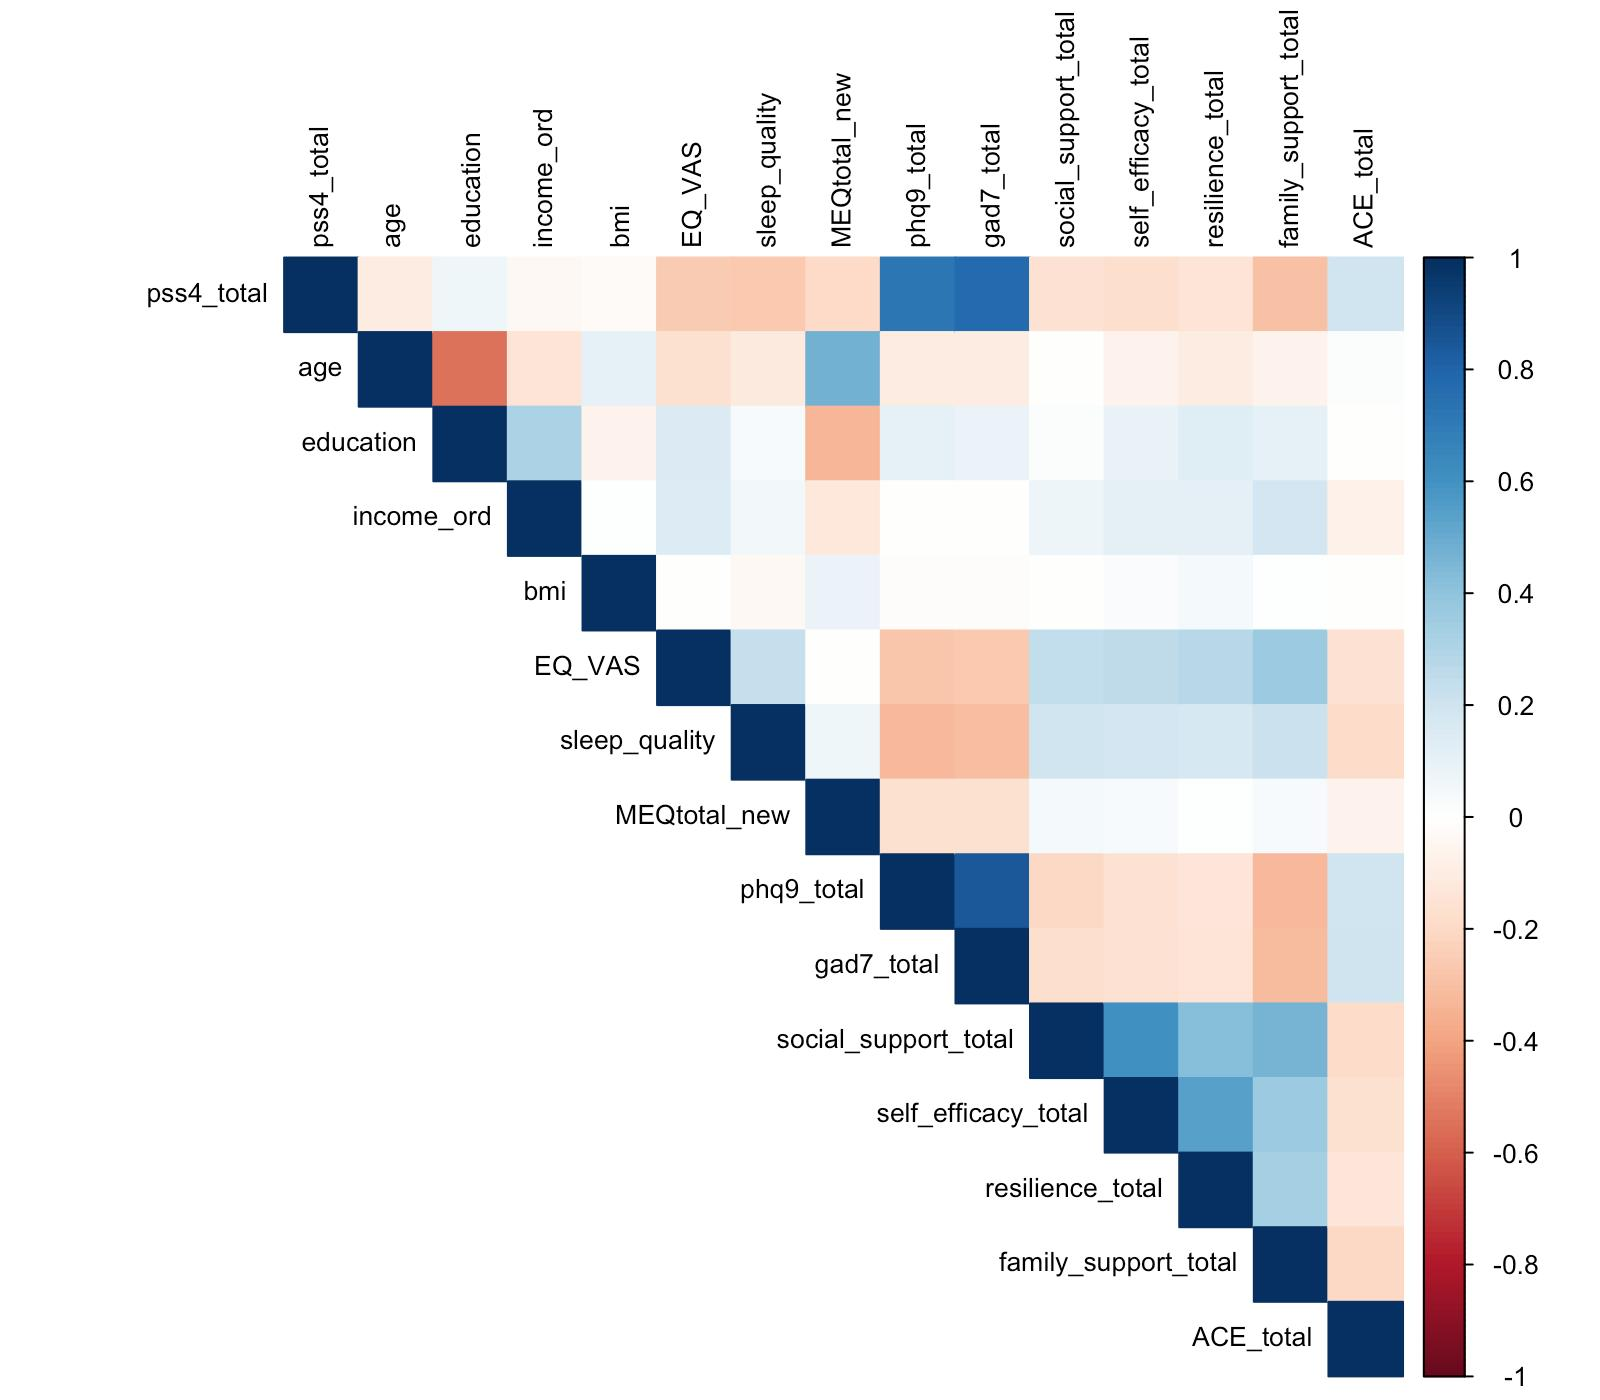 pss4_total
age
education
income_ord
bmi
EQ_VAS
sleep_quality
MEQtotal_new
phq9_total
gad7_total
social_support_total
self_efficacy_total
resilience_total
family_support_total
ACE_total
pss4_total
age
education
income_ord
bmi
EQ_VAS
sleep_quality
MEQtotal_new
phq9_total
gad7_total
social_support_total
self_efficacy_total
resilience_total
family_support_total
ACE_total
1
0.8
0.6
0.4
0.2
0
-0.2
-0.4
-0.6
-0.8
-1